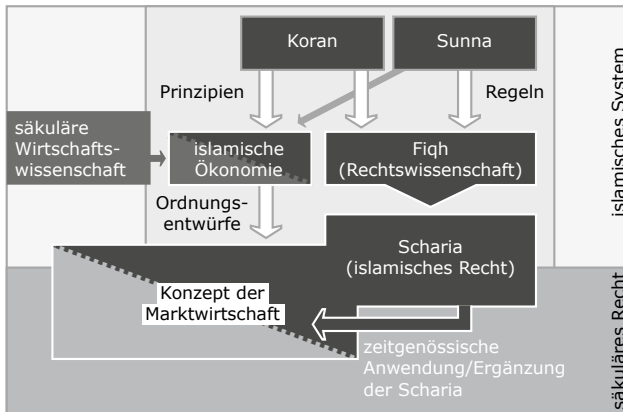 Koran
Sunna
Prinzipien
Regeln
säkuläre
Wirtschafts-
wissenschaft
islamische
Ökonomie
Fiqh
(Rechtswissenschaft)
Ordnungs-
entwürfe
Scharia
(islamisches Recht)
Konzept der
Marktwirtschaft
zeitgenössische
Anwendung/Ergänzung
der Scharia
islamisches System
säkuläres Recht